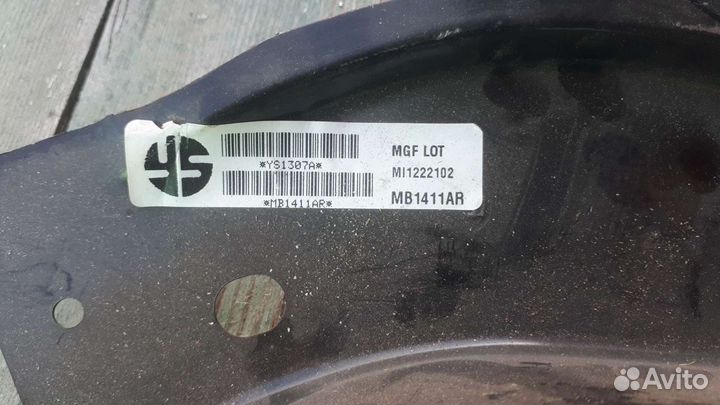 YS
*YS1307A*
*MB1411AR*
MGF LOT
MI1222102
MB1411AR
Avito